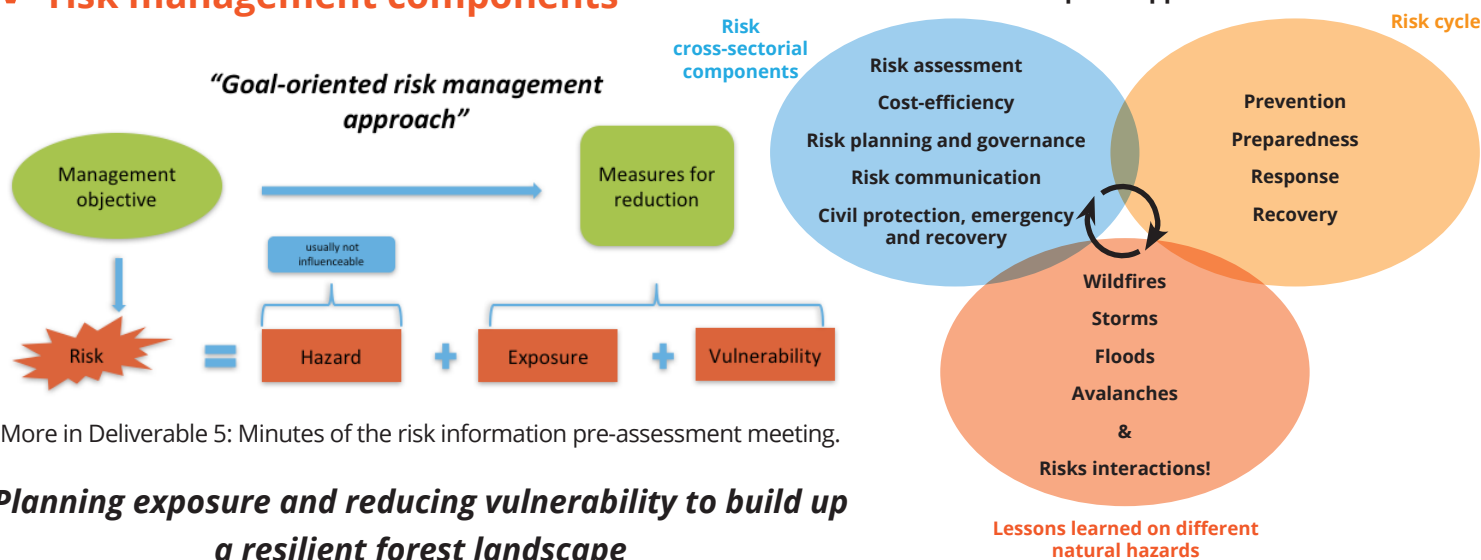 risk management components
“Goal-oriented risk management
approach”
Management
objective
Measures for
reduction
usually not
influenceable
Risk
Hazard
Exposure
Vulnerability
More in Deliverable 5: Minutes of the risk information pre-assessment meeting.
Planning exposure and reducing vulnerability to build up
a resilient forest landscape
Risk
cross-sectorial
components
Risk assessment
Cost-efficiency
Risk planning and governance
Risk communication
Civil protection, emergency
and recovery
Risk cycle
Prevention
Preparedness
Response
Recovery
Wildfires
Storms
Floods
Avalanches
&
Risks interactions!
Lessons learned on different
natural hazards